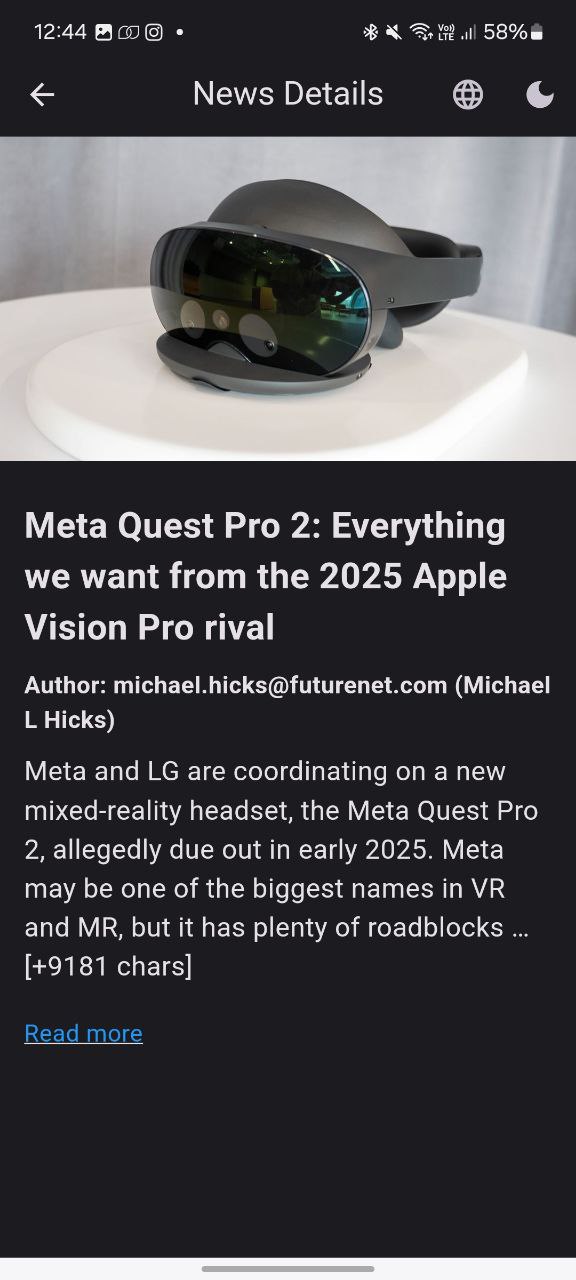 12:44
Vo))
LTE
58%
News Details
Meta Quest Pro 2: Everything
we want from the 2025 Apple
Vision Pro rival
Author: michael.hicks@futurenet.com (Michael
L Hicks)
Meta and LG are coordinating on a new
mixed-reality headset, the Meta Quest Pro
2, allegedly due out in early 2025. Meta
may be one of the biggest names in VR
and MR, but it has plenty of roadblocks …
[+9181 chars]
Read more